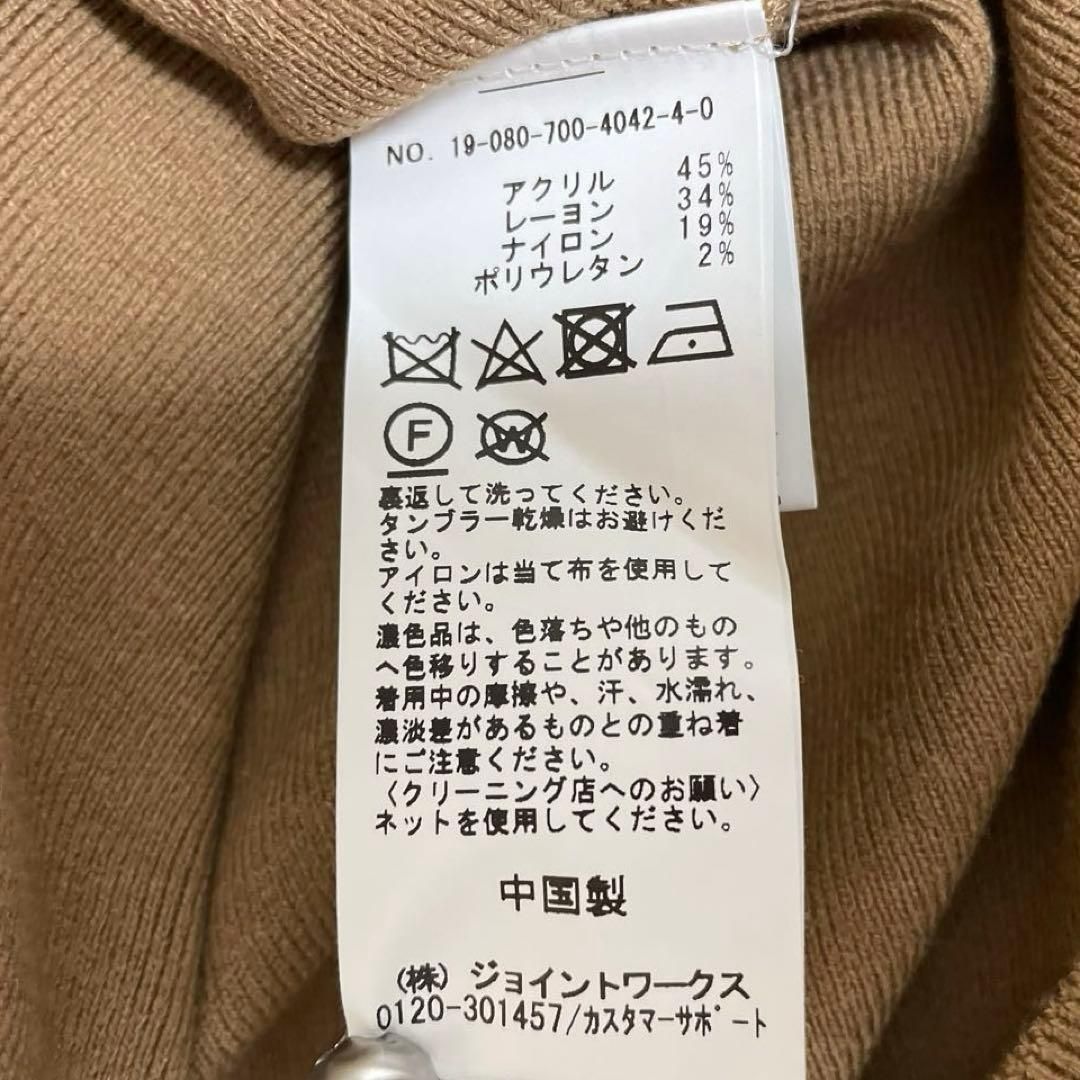 NO. 19-080-700-4042-4-0
アクリル 45%
レーヨン 34%
ナイロン 19%
ポリウレタン 2%
F W
裏返して洗ってください。
タンブラー乾燥はお避けくだ
さい。
アイロンは当て布を使用して
ください。
濃色品は、色落ちや他のもの
へ色移りすることがあります。
着用中の摩擦や、汗、水濡れ、
濃淡差があるものとの重ね着
にご注意ください。
〈クリーニング店へのお願い〉
ネットを使用してください。
中国製
(株) ジョイントワークス
0120-301457/カスタマーサポート